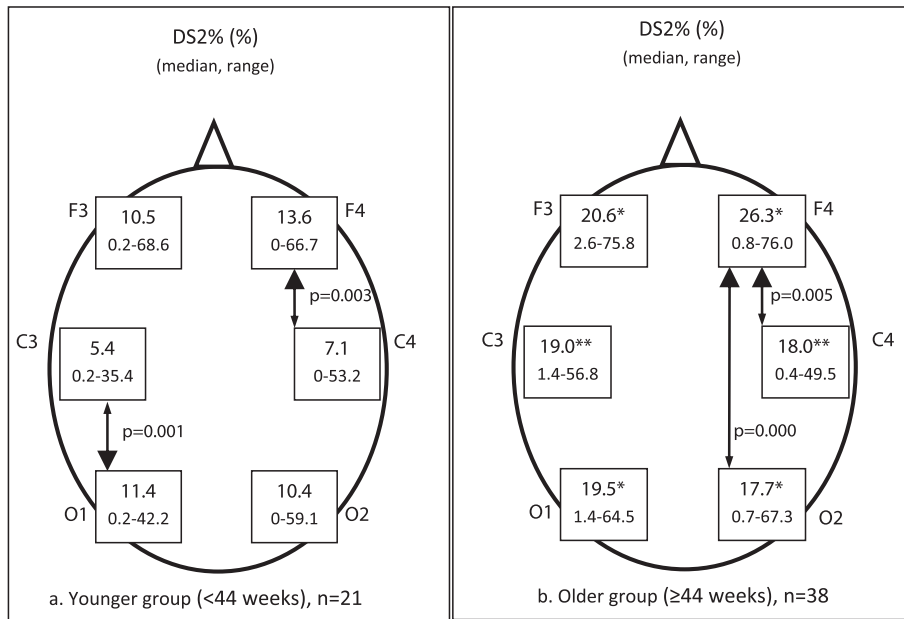 DS2% (%)
(median, range)
F3
10.5
0.2-68.6
13.6
0-66.7
F4
p=0.003
C3
5.4
0.2-35.4
7.1
0-53.2
C4
p=0.001
O1
11.4
0.2-42.2
10.4
0-59.1
O2
a. Younger group (<44 weeks), n=21
DS2% (%)
(median, range)
F3
20.6*
2.6-75.8
26.3*
0.8-76.0
F4
p=0.005
C3
19.0**
1.4-56.8
18.0**
0.4-49.5
C4
p=0.000
O1
19.5*
1.4-64.5
17.7*
0.7-67.3
O2
b. Older group (≥44 weeks), n=38